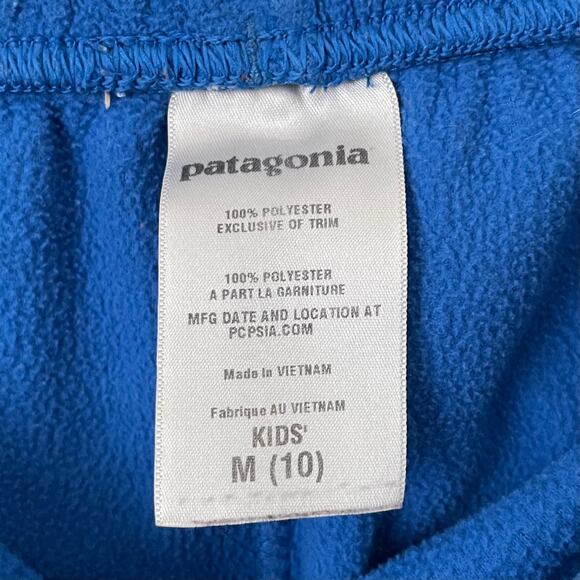 patagonia
100% POLYESTER
EXCLUSIVE OF TRIM
100% POLYESTER
A PART LA GARNITURE
MFG DATE AND LOCATION AT
PCPSIA.COM
Made In VIETNAM
Fabrique AU VIETNAM
KIDS'
M (10)